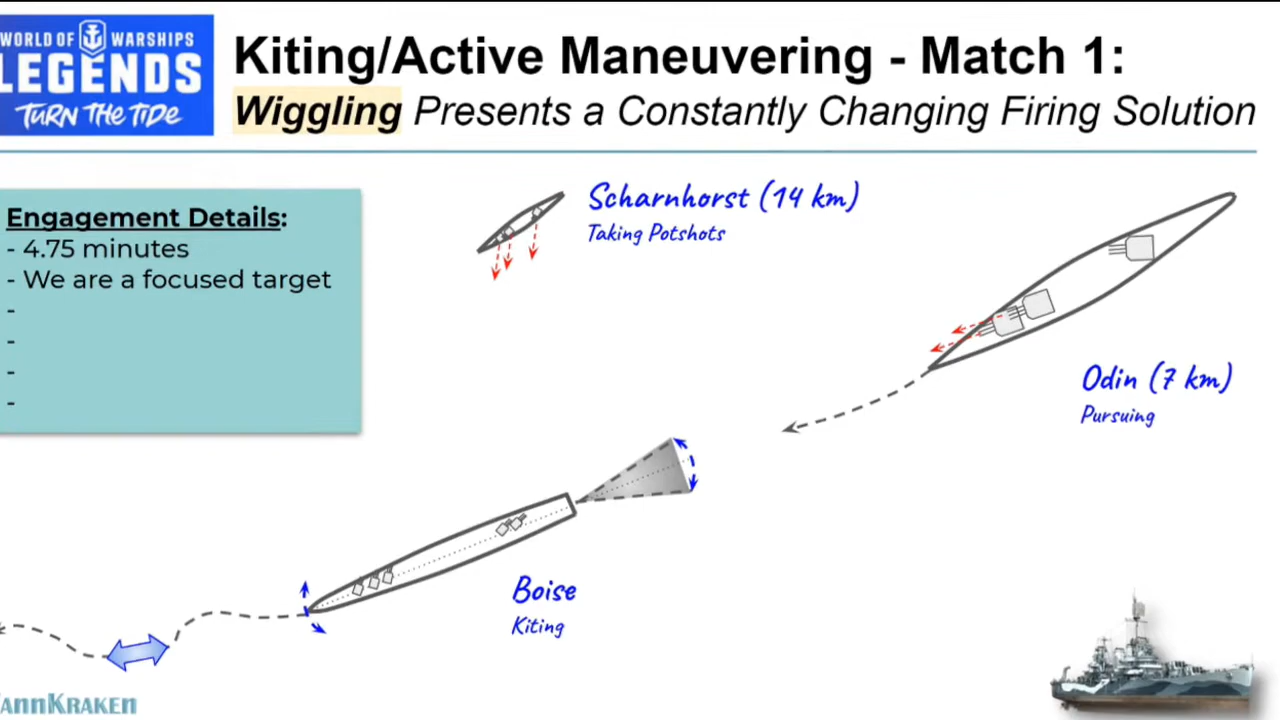 WORLD OF WARSHIPS
LEGENDS
TURN THE TIDE
Kiting/Active Maneuvering - Match 1:
Wiggling Presents a Constantly Changing Firing Solution
Engagement Details:
- 4.75 minutes
- We are a focused target
-
-
-
-
Scharnhorst (14 km)
Taking Potshots
Odin (7 km)
Pursuing
Boise
Kiting
annKraken